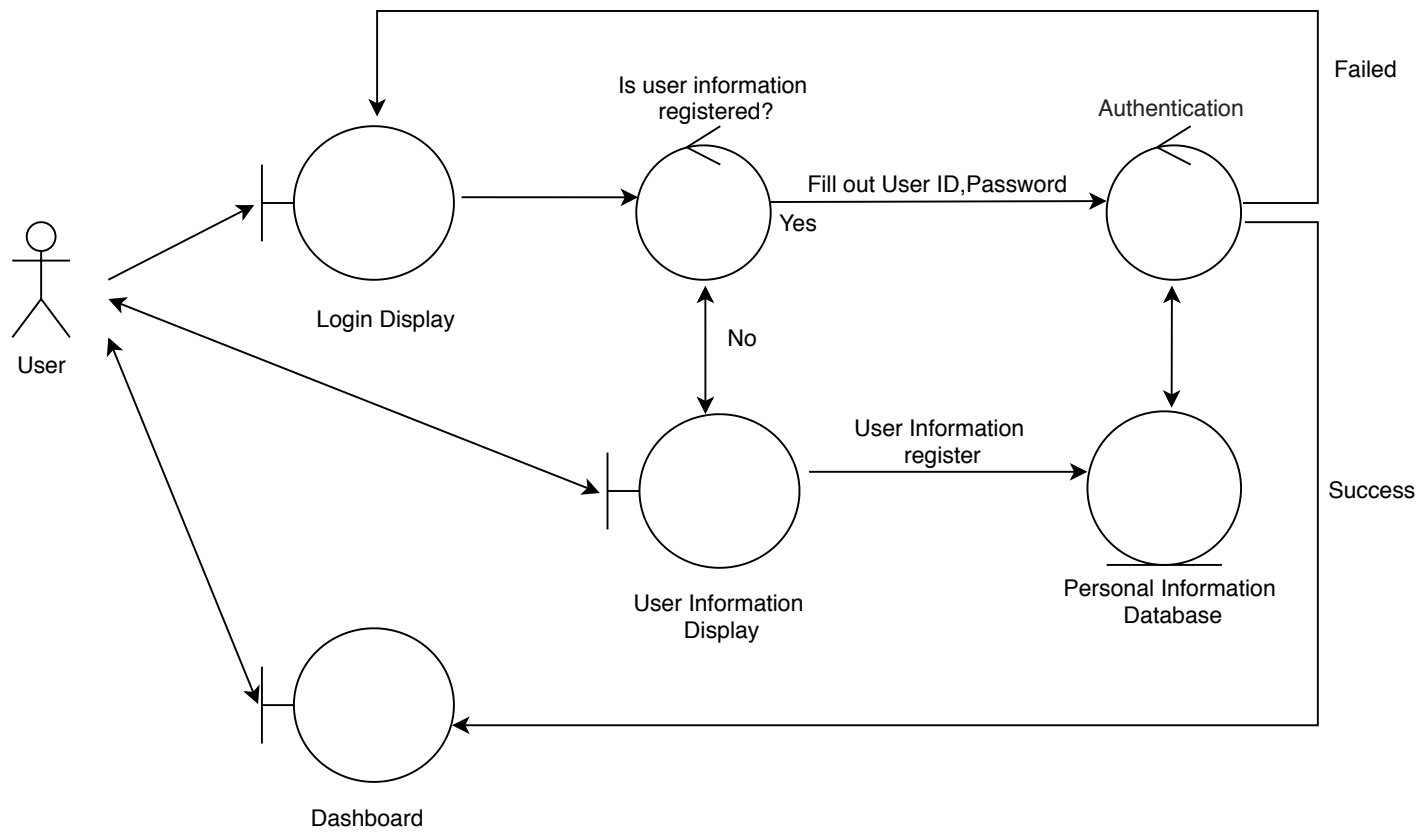 Failed
Is user information
registered?
Authentication
Fill out User ID,Password
Yes
Login Display
No
User
User Information
register
Success
Personal Information
Database
User Information
Display
Dashboard